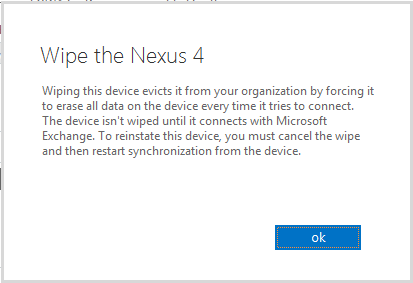 Wipe the Nexus 4
Wiping this device evicts it from your organization by forcing it
to erase all data on the device every time it tries to connect.
The device isn't wiped until it connects with Microsoft
Exchange. To reinstate this device, you must cancel the wipe
and then restart synchronization from the device.
ok